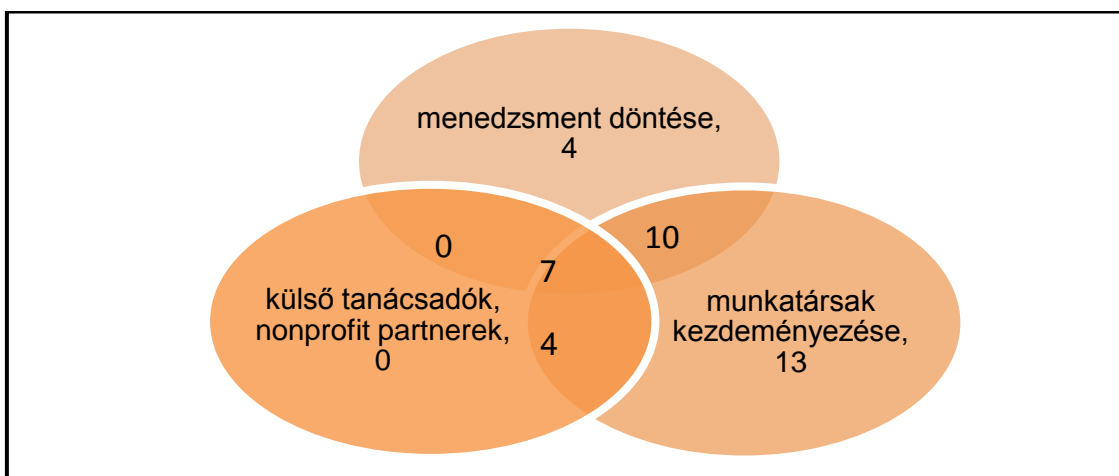 menedzsment döntése,
4
0
10
7
külső tanácsadók,
nonprofit partnerek,
0
4
munkatársak
kezdeményezése,
13